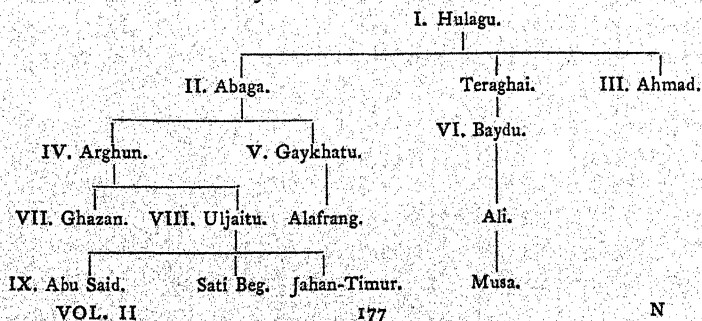 I. Hulagu.
II. Abaga. Teraghai. III. Ahmad.
VI. Baydu.
IV. Arghun. V. Gaykhatu.
VII. Ghazan. VIII. Uljaitu. Alafrang. Ali.
IX. Abu Said. Sati Beg. Jahan-Timur. Musa.
VOL. II 177 N